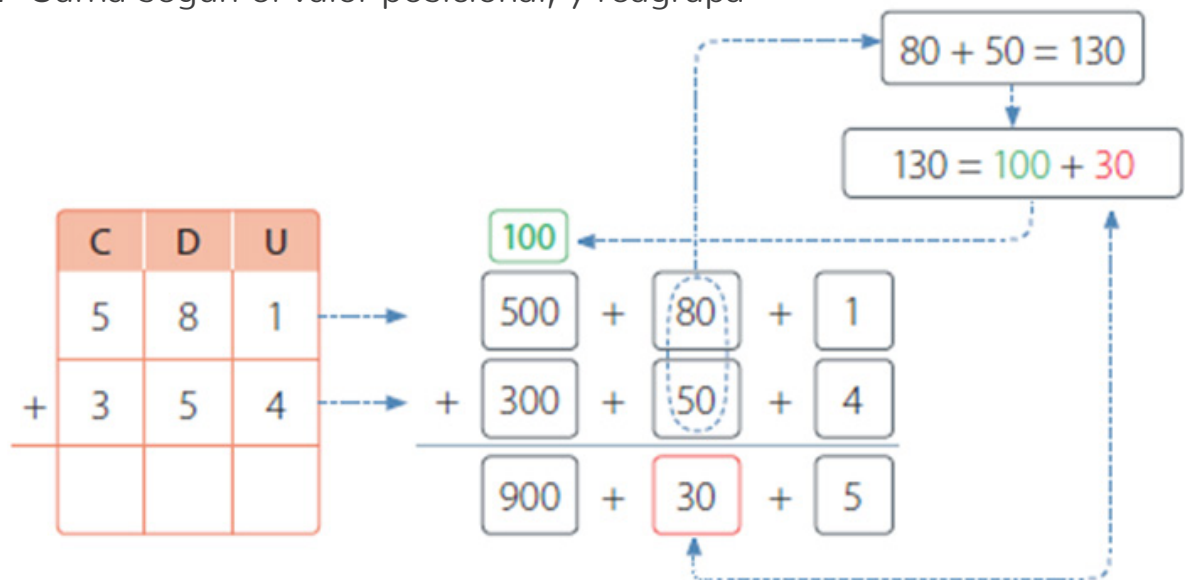 Suma según el valor posicional, y reagrupa
80 + 50 = 130
130 = 100 + 30
C D U
5 8 1
+ 3 5 4
100
500 + 80 + 1
+ 300 + 50 + 4
900 + 30 + 5